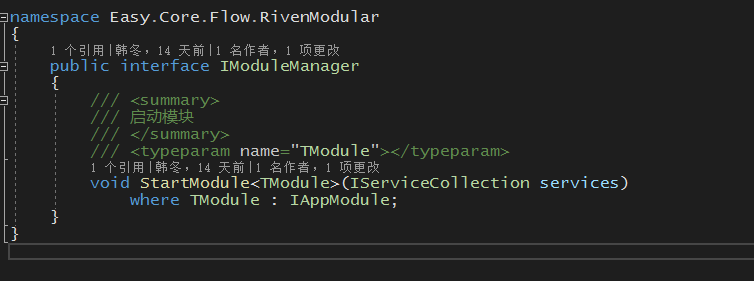 namespace Easy.Core.Flow.RivenModular
{
1 个引用|韩冬，14 天前|1 名作者，1 项更改
public interface IModuleManager
{
/// <summary>
/// 启动模块
/// </summary>
/// <typeparam name="TModule"></typeparam>
1 个引用|韩冬，14 天前|1 名作者，1 项更改
void StartModule<TModule>(IServiceCollection services)
where TModule : IAppModule;
}
}